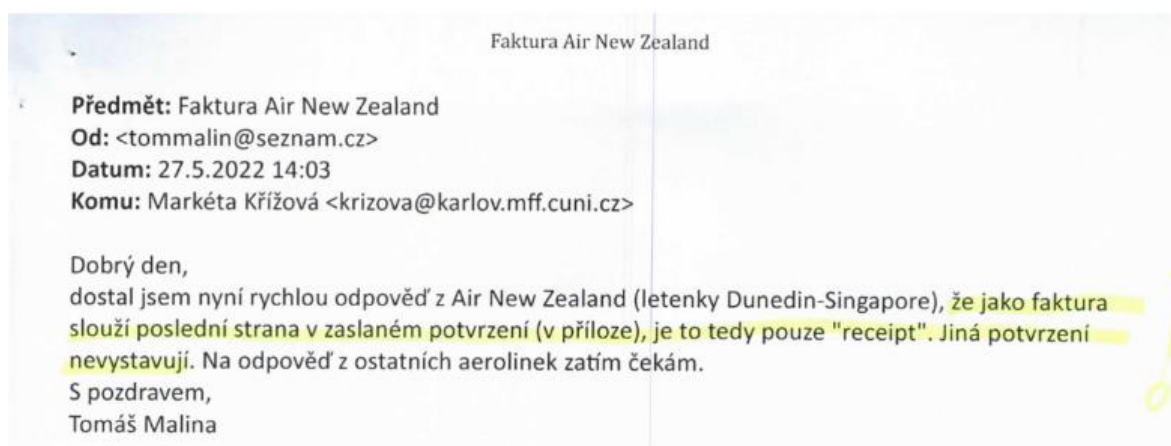 Faktura Air New Zealand
Předmět: Faktura Air New Zealand
Od: <tommalin@seznam.cz>
Datum: 27.5.2022 14:03
Komu: Markéta Křížová <krizova@karlov.mff.cuni.cz>
Dobrý den,
dostal jsem nyní rychlou odpověď z Air New Zealand (letenky Dunedin-Singapore), že jako faktura
slouží poslední strana v zaslaném potvrzení (v příloze), je to tedy pouze "receipt". Jiná potvrzení
nevystavují. Na odpověď z ostatních aerolinek zatím čekám.
S pozdravem,
Tomáš Malina